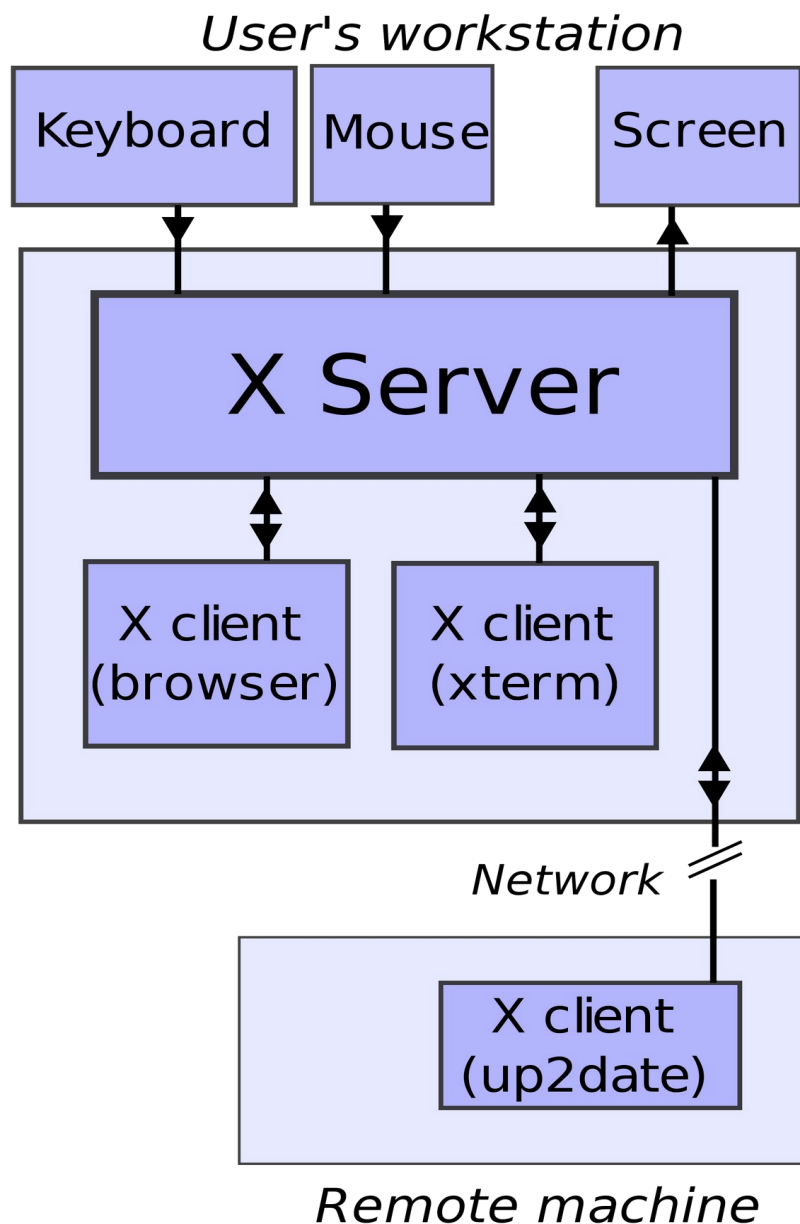 User's workstation
Keyboard
Mouse
Screen
X Server
X client
(browser)
X client
(xterm)
Network
X client
(up2date)
Remote machine